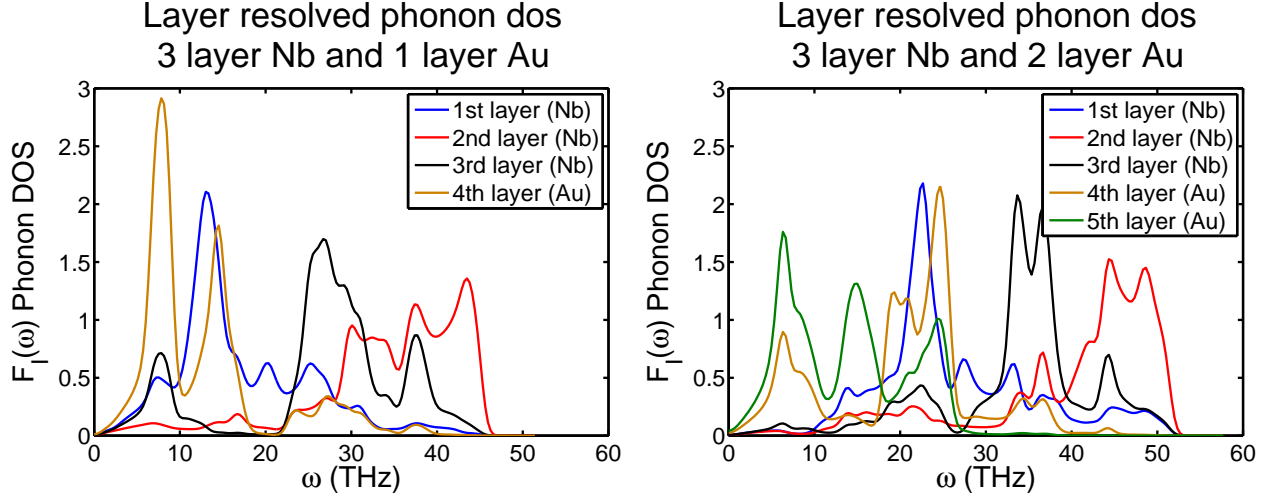 Layer resolved phonon dos
3 layer Nb and 1 layer Au
3
2.5
2
1.5
1
0.5
0
F_I(ω) Phonon DOS
1st layer (Nb)
2nd layer (Nb)
3rd layer (Nb)
4th layer (Au)
0 10 20 30 40 50 60
ω (THz)
Layer resolved phonon dos
3 layer Nb and 2 layer Au
3
2.5
2
1.5
1
0.5
0
F_I(ω) Phonon DOS
1st layer (Nb)
2nd layer (Nb)
3rd layer (Nb)
4th layer (Au)
5th layer (Au)
0 10 20 30 40 50 60
ω (THz)